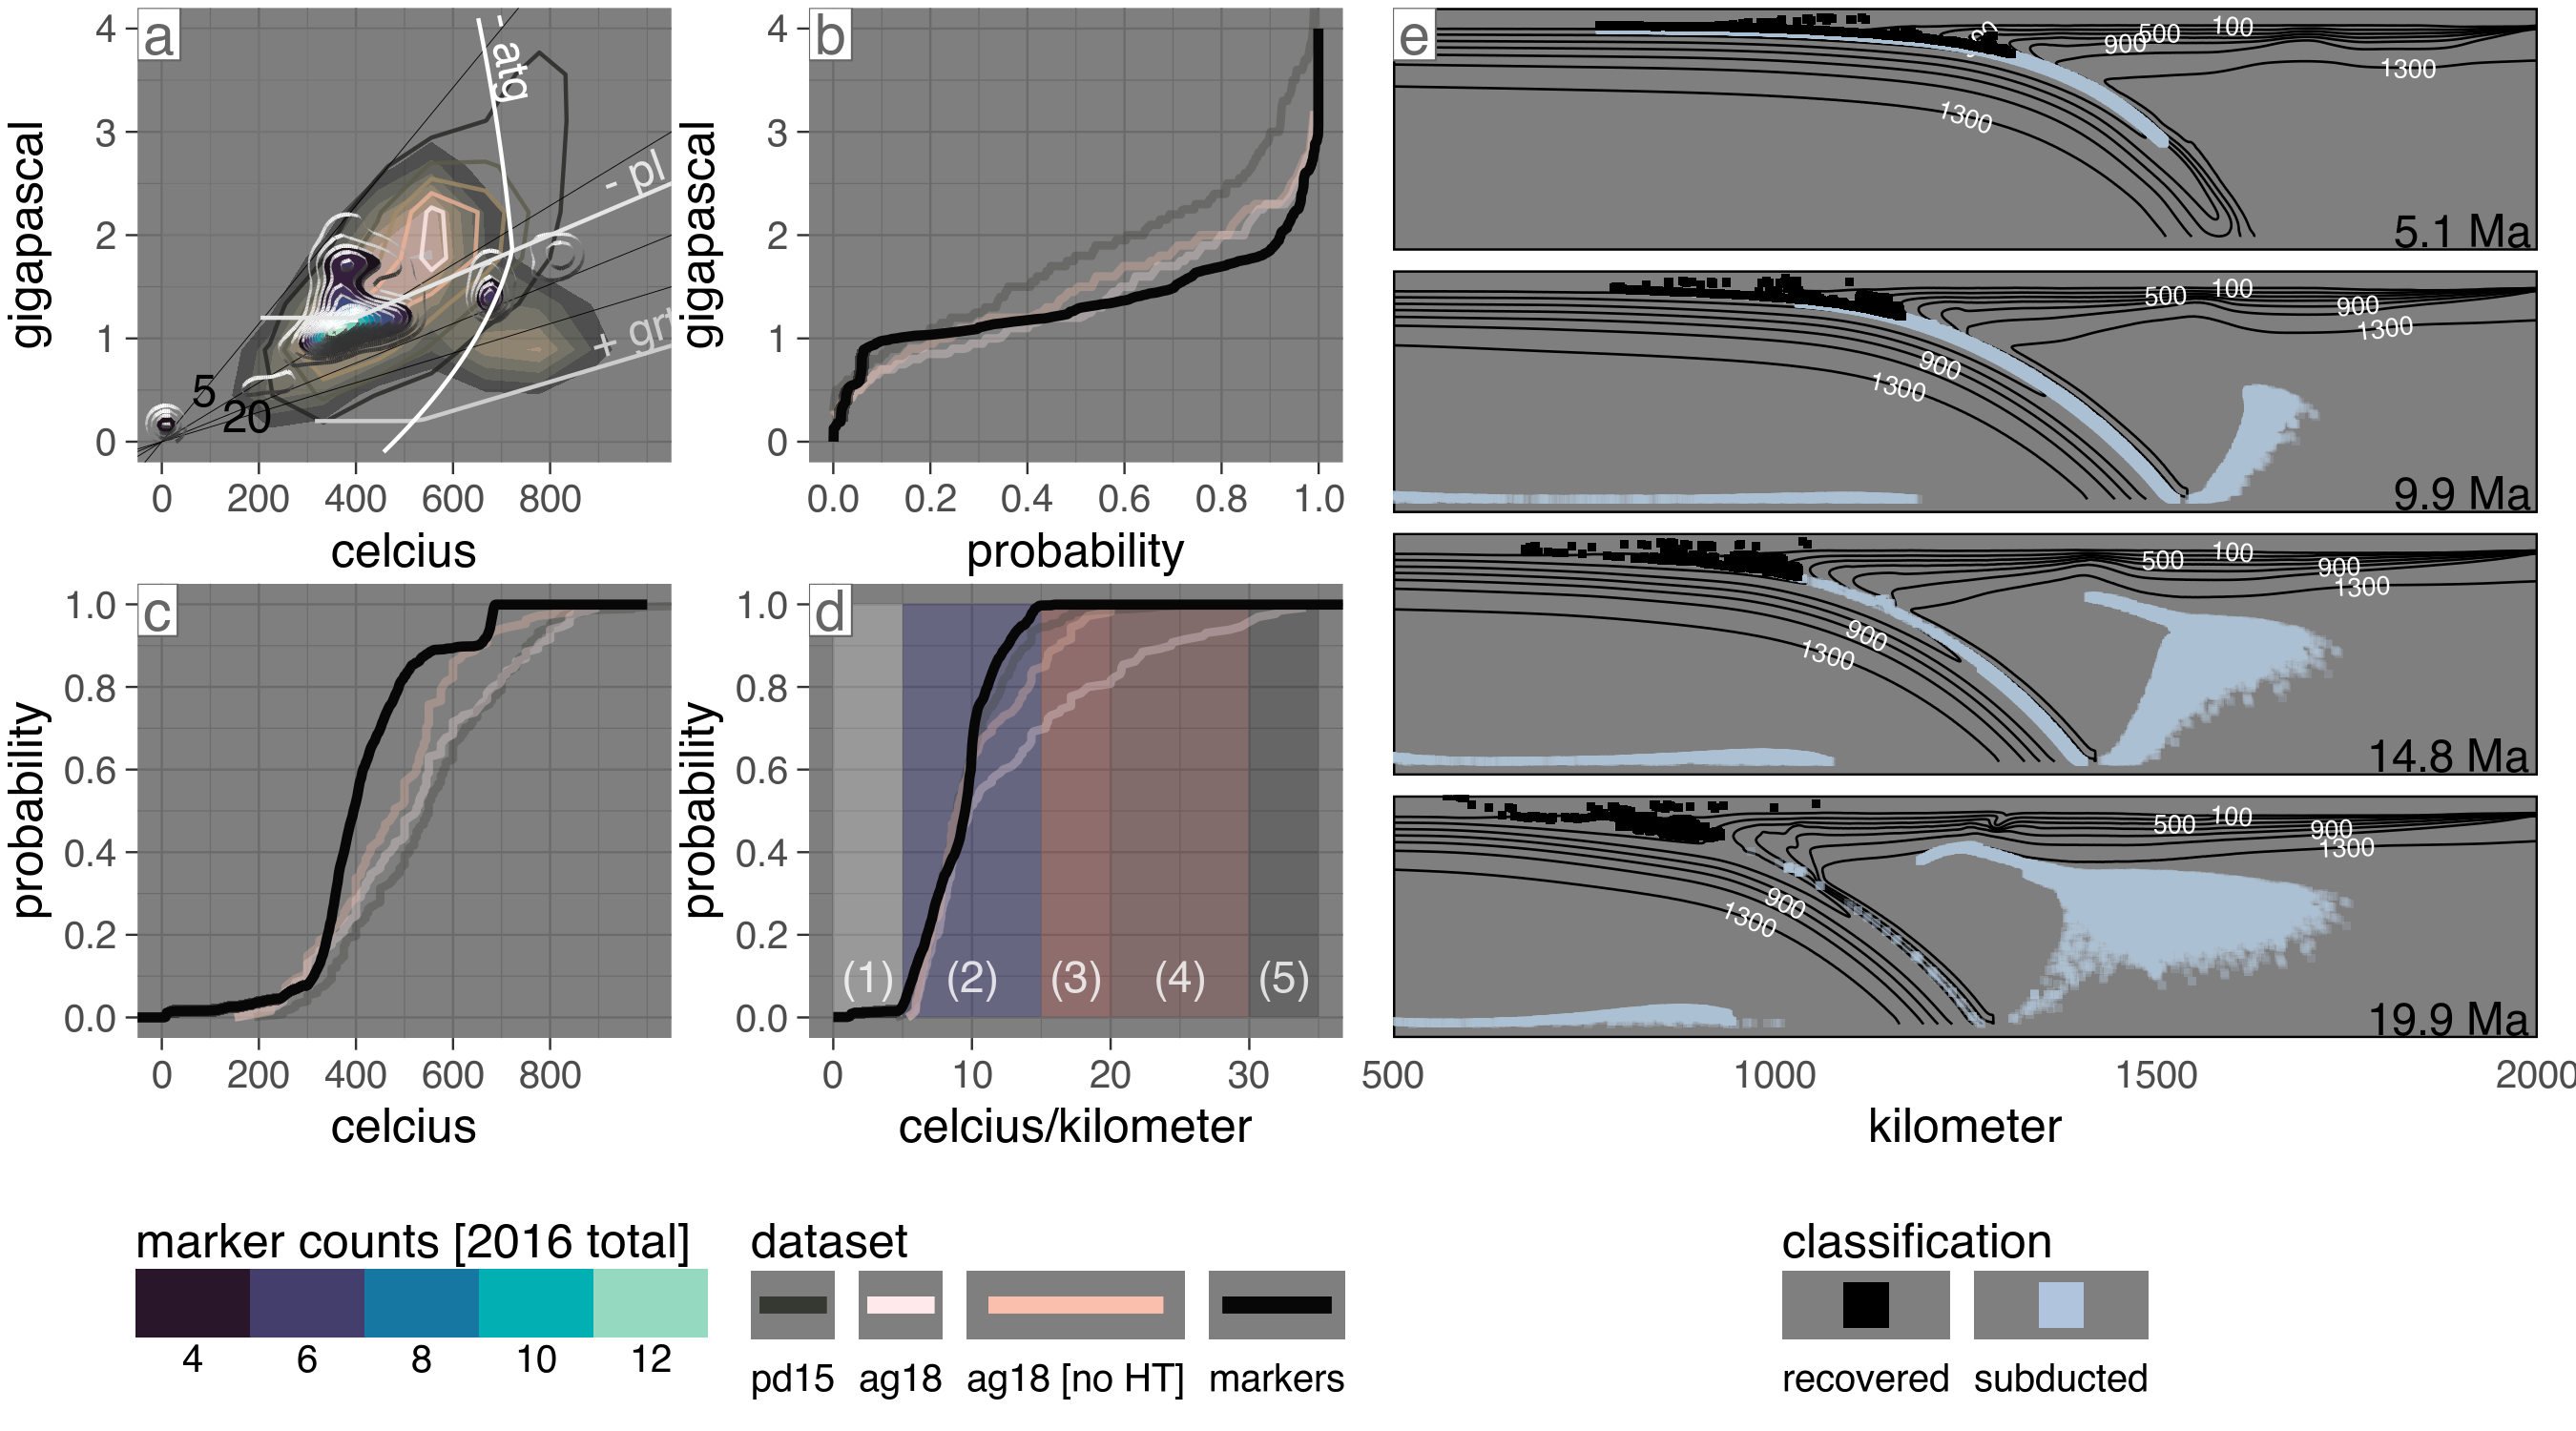 a
gigapascal
4
3
2
1
0
- atg
- pl
+ grt
5
20
0 200 400 600 800
celcius
b
gigapascal
4
3
2
1
0
0.0 0.2 0.4 0.6 0.8 1.0
probability
c
probability
1.0
0.8
0.6
0.4
0.2
0.0
0 200 400 600 800
celcius
d
probability
1.0
0.8
0.6
0.4
0.2
0.0
(1) (2) (3) (4) (5)
0 10 20 30
celcius/kilometer
e
900 500 100
1300
1300
5.1 Ma
500 100
900
1300
900
1300
9.9 Ma
500 100
900
1300
900
1300
14.8 Ma
500 100
900
1300
900
1300
19.9 Ma
500 1000 1500 2000
kilometer
marker counts [2016 total]
4 6 8 10 12
dataset
pd15 ag18 ag18 [no HT] markers
classification
recovered subducted